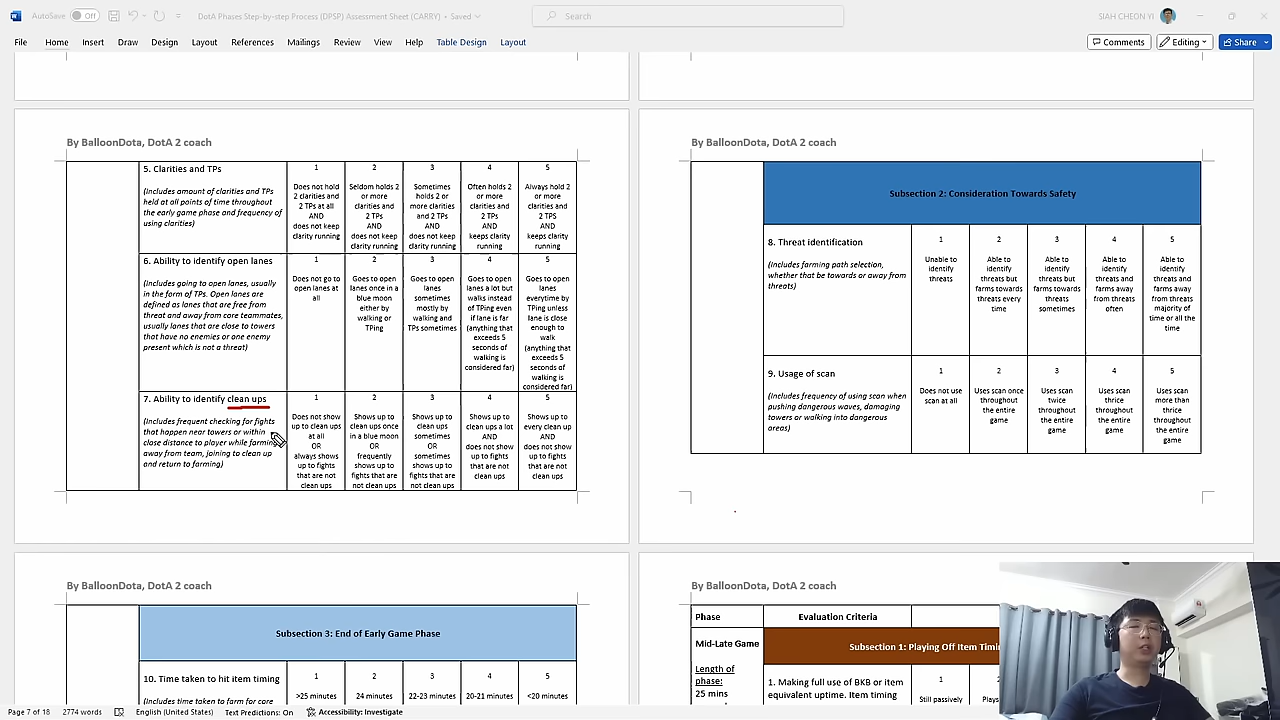 AutoSave Off DotA Phases Step-by-step Process (DPSP) Assessment Sheet (CARRY) • Saved Search SIAH CHEON YI
File Home Insert Draw Design Layout References Mailings Review View Help Table Design Layout Comments Editing Share
By BalloonDota, DotA 2 coach
5. Clarities and TPs
(Includes amount of clarities and TPs
held at all points of time throughout
the early game phase and frequency of
using clarities)
1
Does not hold
2 clarities and
2 TPs at all
AND
does not keep
clarity running
2
Seldom holds 2
or more
clarities and
2 TPs
AND
does not keep
clarity running
3
Sometimes
holds 2 or
more clarities
and 2 TPs
AND
does not keep
clarity running
4
Often holds 2
or more
clarities and
2 TPs
AND
keeps clarity
running
5
Always hold 2
or more
clarities and
2 TPS
AND
keeps clarity
running
6. Ability to identify open lanes
(Includes going to open lanes, usually
in the form of TPs. Open lanes are
defined as lanes that are free from
threat and away from core teammates,
usually lanes that are close to towers
that have no enemies or one enemy
present which is not a threat)
1
Does not go to
open lanes at
all
2
Goes to open
lanes once in a
blue moon
either by
walking or
TPing
3
Goes to open
lanes
sometimes
mostly by
walking and
TPs sometimes
4
Goes to open
lanes a lot but
walks instead
of TPing even
if lane is far
(anything that
exceeds 5
seconds of
walking is
considered far)
5
Goes to open
lanes
everytime by
TPing unless
lane is close
enough to
walk
(anything that
exceeds 5
seconds of
walking is
considered far)
7. Ability to identify clean ups
(Includes frequent checking for fights
that happen near towers or within
close distance to player while farming
away from team, joining to clean up
and return to farming)
1
Does not show
up to clean ups
at all
OR
always shows
up to fights
that are not
clean ups
2
Shows up to
clean ups once
in a blue moon
OR
frequently
shows up to
fights that are
not clean ups
3
Shows up to
clean ups
sometimes
OR
sometimes
shows up to
fights that are
not clean ups
4
Shows up to
clean ups a lot
AND
does not show
up to fights
that are not
clean ups
5
Shows up to
every clean up
AND
does not show
up to fights
that are not
clean ups
By BalloonDota, DotA 2 coach
Subsection 2: Consideration Towards Safety
8. Threat identification
(Includes farming path selection,
whether that be towards or away from
threats)
1
Unable to
identify
threats
2
Able to
identify
threats but
farms towards
threats every
time
3
Able to
identify
threats but
farms towards
threats
sometimes
4
Able to
identify
threats and
farms away
from threats
often
5
Able to
identify
threats and
farms away
from threats
majority of
time or all the
time
9. Usage of scan
(Includes frequency of using scan when
pushing dangerous waves, damaging
towers or walking into dangerous
areas)
1
Does not use
scan at all
2
Uses scan once
throughout
the entire
game
3
Uses scan
twice
throughout
the entire
game
4
Uses scan
thrice
throughout
the entire
game
5
Uses scan
more than
thrice
throughout
the entire
game
By BalloonDota, DotA 2 coach
Subsection 3: End of Early Game Phase
10. Time taken to hit item timing
(Includes time taken to farm for core
1
>25 minutes
2
24 minutes
3
22-23 minutes
4
20-21 minutes
5
<20 minutes
By BalloonDota, DotA 2 coach
Phase Evaluation Criteria
Mid-Late Game
Length of
phase:
25 mins
Subsection 1: Playing Off Item Timin
1. Making full use of BKB or item
equivalent uptime. Item timing
1
Still passively
2
Plays
Page 7 of 18 2774 words English (United States) Text Predictions: On Accessibility: Investigate